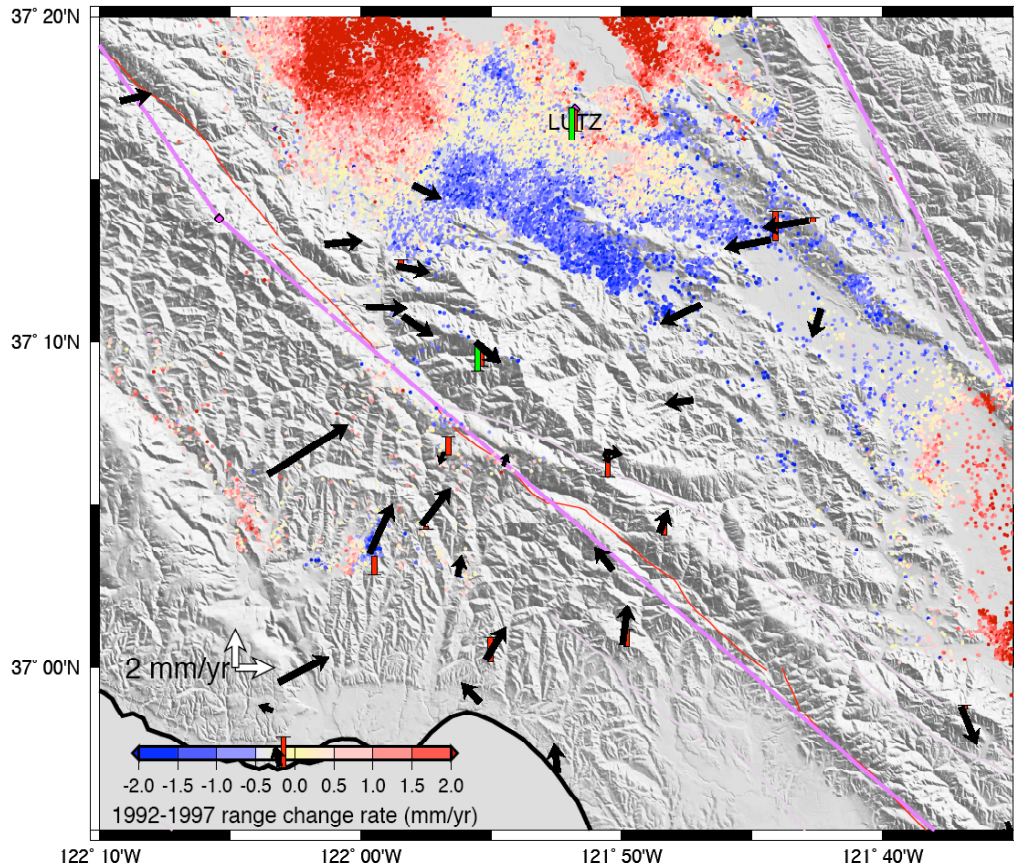 37° 20'N
LUTZ
37° 10'N
37° 00'N
2 mm/yr
-2.0 -1.5 -1.0 -0.5 0.0 0.5 1.0 1.5 2.0
1992-1997 range change rate (mm/yr)
122° 10'W 122° 00'W 121° 50'W 121° 40'W